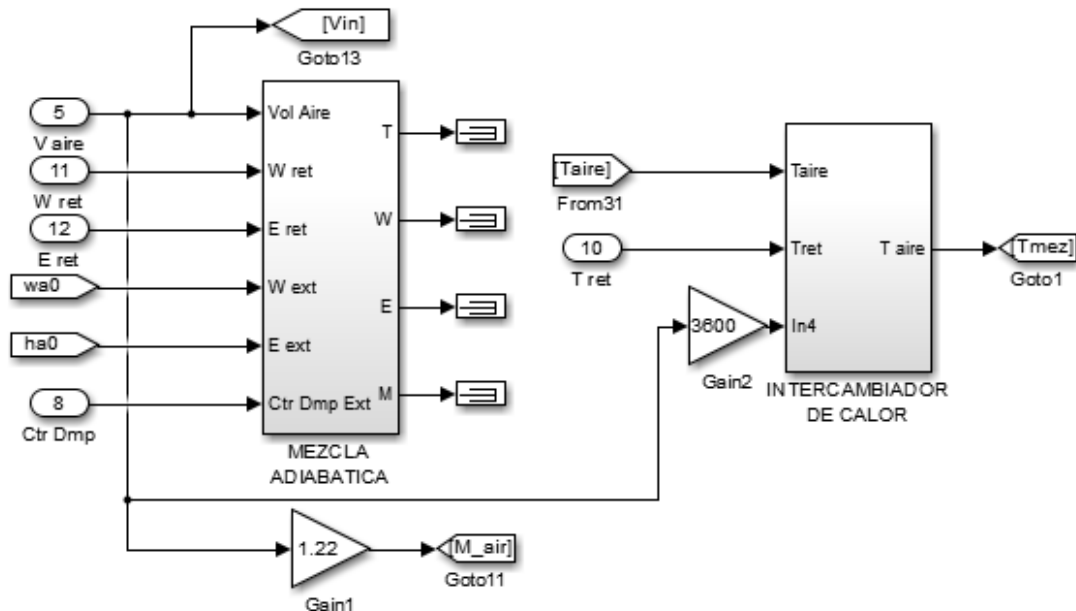 [Vin]
Goto13
5
V aire
11
W ret
12
E ret
wa0
ha0
8
Ctr Dmp
Vol Aire
W ret
E ret
W ext
E ext
Ctr Dmp Ext
T
W
E
M
MEZCLA
ADIABATICA
1.22
Gain1
[M_air]
Goto11
[Taire]
From31
10
T ret
3600
Gain2
Taire
Tret
In4
T aire
INTERCAMBIADOR
DE CALOR
[Tmez]
Goto1